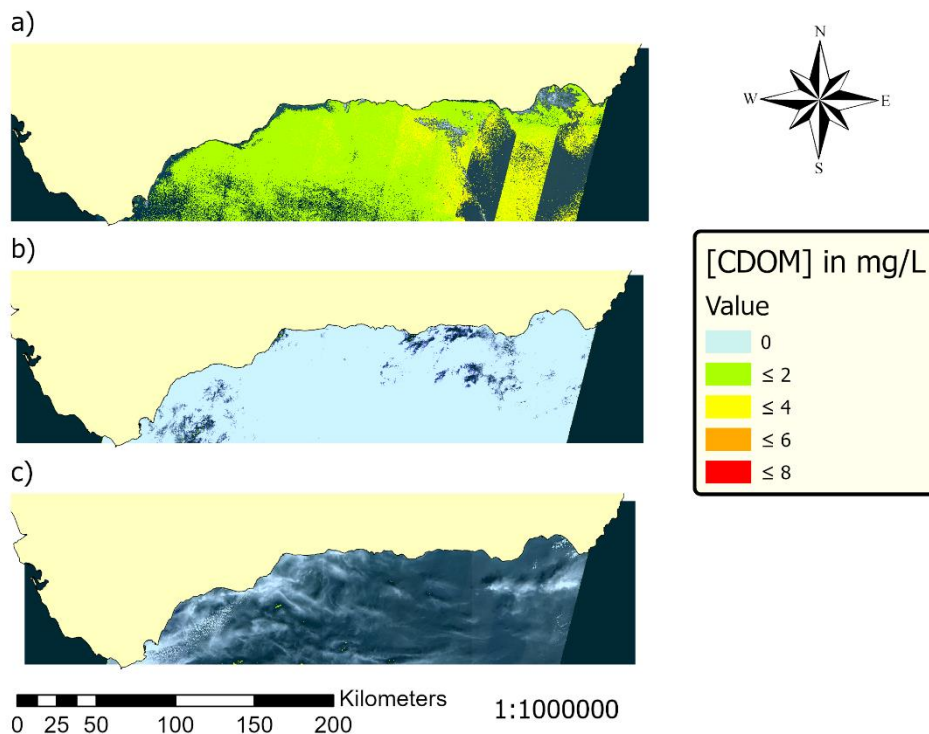 a)
N
W
E
S
b)
[CDOM] in mg/L
Value
0
≤ 2
≤ 4
≤ 6
≤ 8
c)
Kilometers
0 25 50 100 150 200
1:1000000